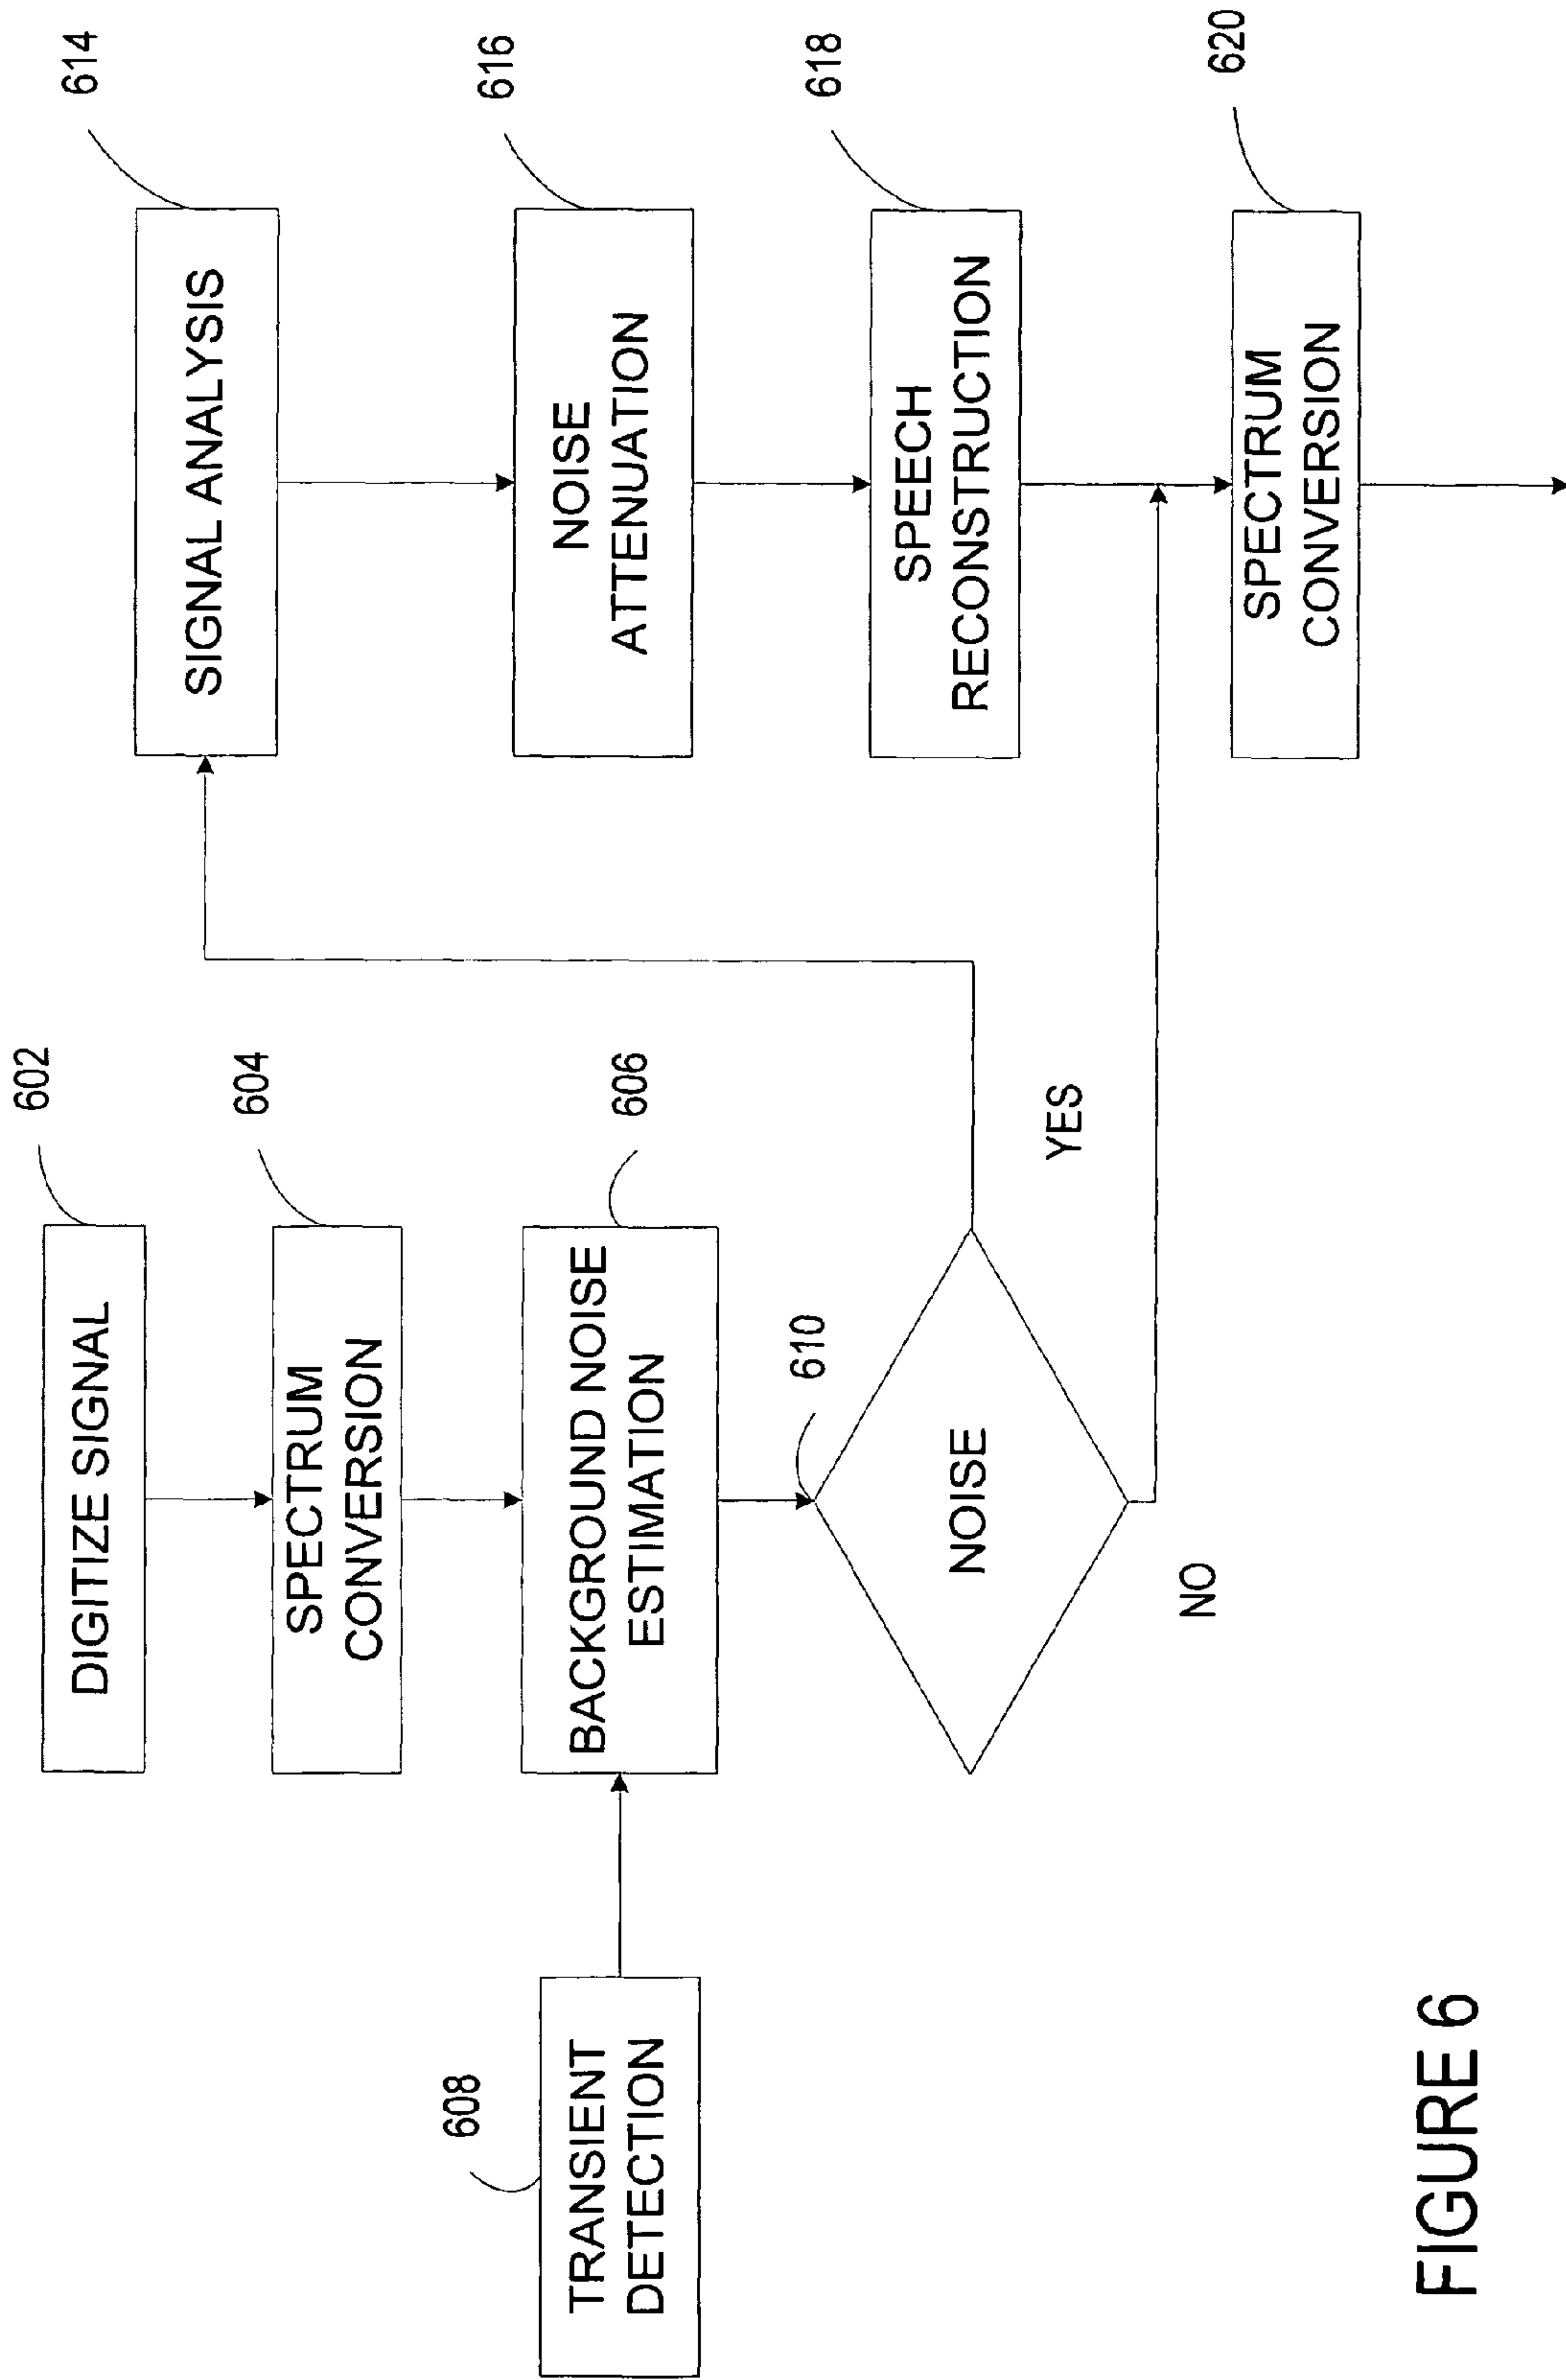 602
DIGITIZE SIGNAL
604
SPECTRUM
CONVERSION
606
BACKGROUND NOISE
ESTIMATION
608
TRANSIENT
DETECTION
610
NOISE
YES
NO
614
SIGNAL ANALYSIS
616
NOISE
ATTENUATION
618
SPEECH
RECONSTRUCTION
620
SPECTRUM
CONVERSION
FIGURE 6